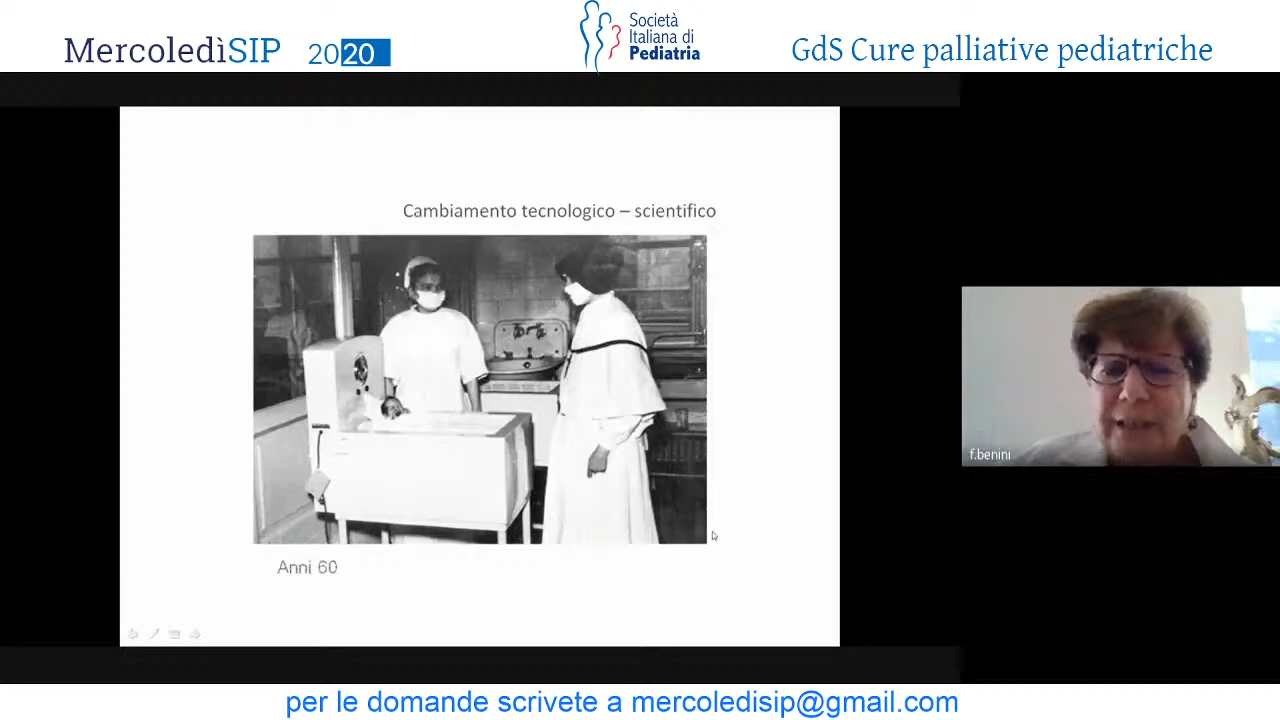 MercoledìSIP 2020
Società
Italiana di
Pediatria
GdS Cure palliative pediatriche
Cambiamento tecnologico – scientifico
Anni 60
f.benini
per le domande scrivete a mercoledisip@gmail.com